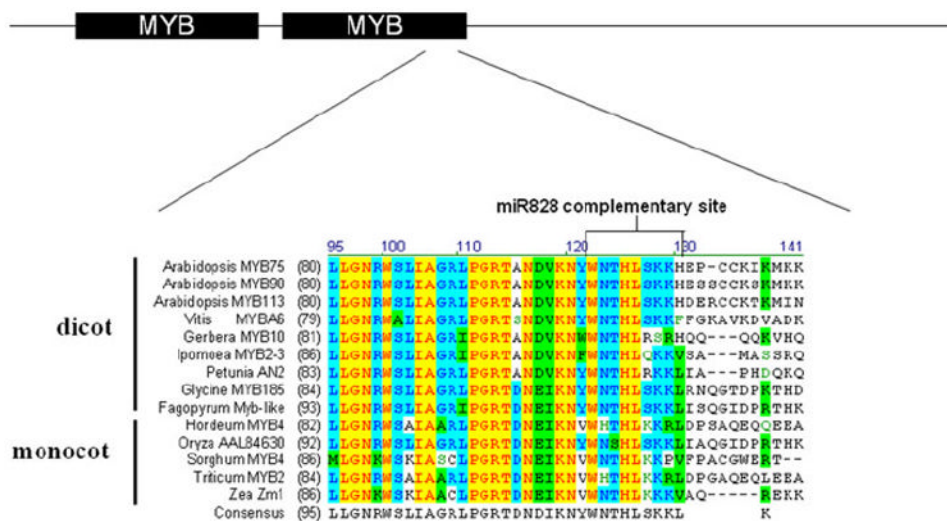 MYB MYB
miR828 complementary site
95 100 110 120 130 141
Arabidopsis MYB75 (80) LLGNRWSLIAGRLPGRTANDVKNYWNTHLSKKHEP-CCKIKMKK
Arabidopsis MYB90 (80) LLGNRWSLIAGRLPGRTANDVKNYWNTHLSKKHESSCCKSKMKK
Arabidopsis MYB113 (80) LLGNRWSLIAGRLPGRTANDVKNYWNTHLSKKHDERCCKTKMIN
dicot
Vitis MYBA6 (79) LLGNRWALIAGRLPGRTSNDVKNYWNTHLSKKFFGKAVKDVADK
Gerbera MYB10 (81) LLGNRWSLIAGRIPGRTANDVKNWWNTHLRSRHQQ---QQKVHQ
Ipomoea MYB2-3 (86) LLGNRWSLIAGRLPGRTANDVKNFWNTHLQKKVSA---MASSRQ
Petunia AN2 (83) LLGNRWSLIAGRLPGRTANDVKNYWNTHLRKKLIA---PHDQKQ
Glycine MYB185 (84) LLGNRWSLIAGRLPGRTDNEIKNYWNTHLSKKLRNQGTDPKTHD
Fagopyrum Myb-like (93) LLGNRWSLIAGRIPGRTDNEIKNYWNTHLSKKLISQGIDPRTHK
monocot
Hordeum MYB4 (82) LLGNRWSAIAARLPGRTDNEIKNVWHTHLKKRLDPSAQEQQEEA
Oryza AAL84630 (92) LLGNRWSLIAGRLPGRTDNEIKNYWNSHLSKKLIAQGIDPRTHK
Sorghum MYB4 (86) MLGNKWSKIASCLPGRTDNEIKNVWNTHLKKPVFPACGWERT--
Triticum MYB2 (84) LLGNRWSAIAARLPGRTDNEIKNVWHTHLKKRLDPGAQEQLEEA
Zea Zm1 (86) LLGNKWSKIAACLPGRTDNEIKNVWNTHLKKKVAQ-----REKK
Consensus (95) LLGNRWSLIAGRLPGRTDNDIKNYWNTHLSKKL K